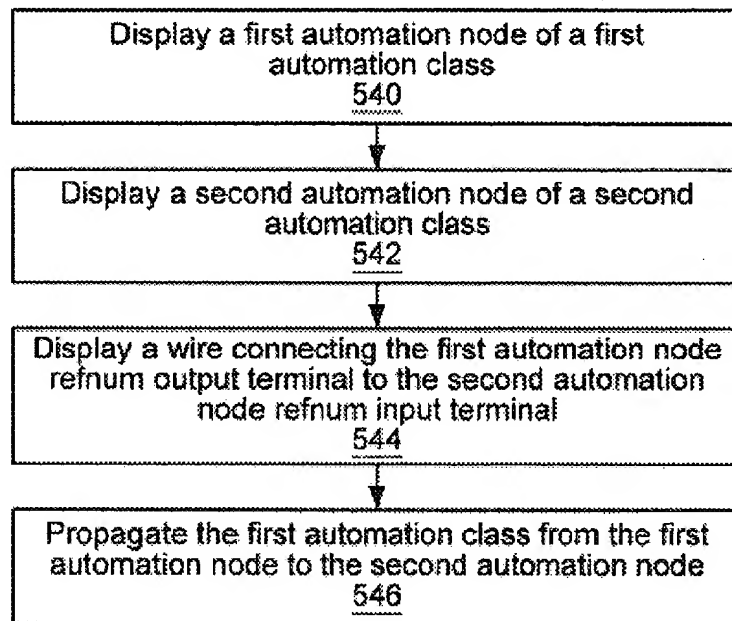 Display a first automation node of a first
automation class
540
Display a second automation node of a second
automation class
542
Display a wire connecting the first automation node
refnum output terminal to the second automation
node refnum input terminal
544
Propagate the first automation class from the first
automation node to the second automation node
546